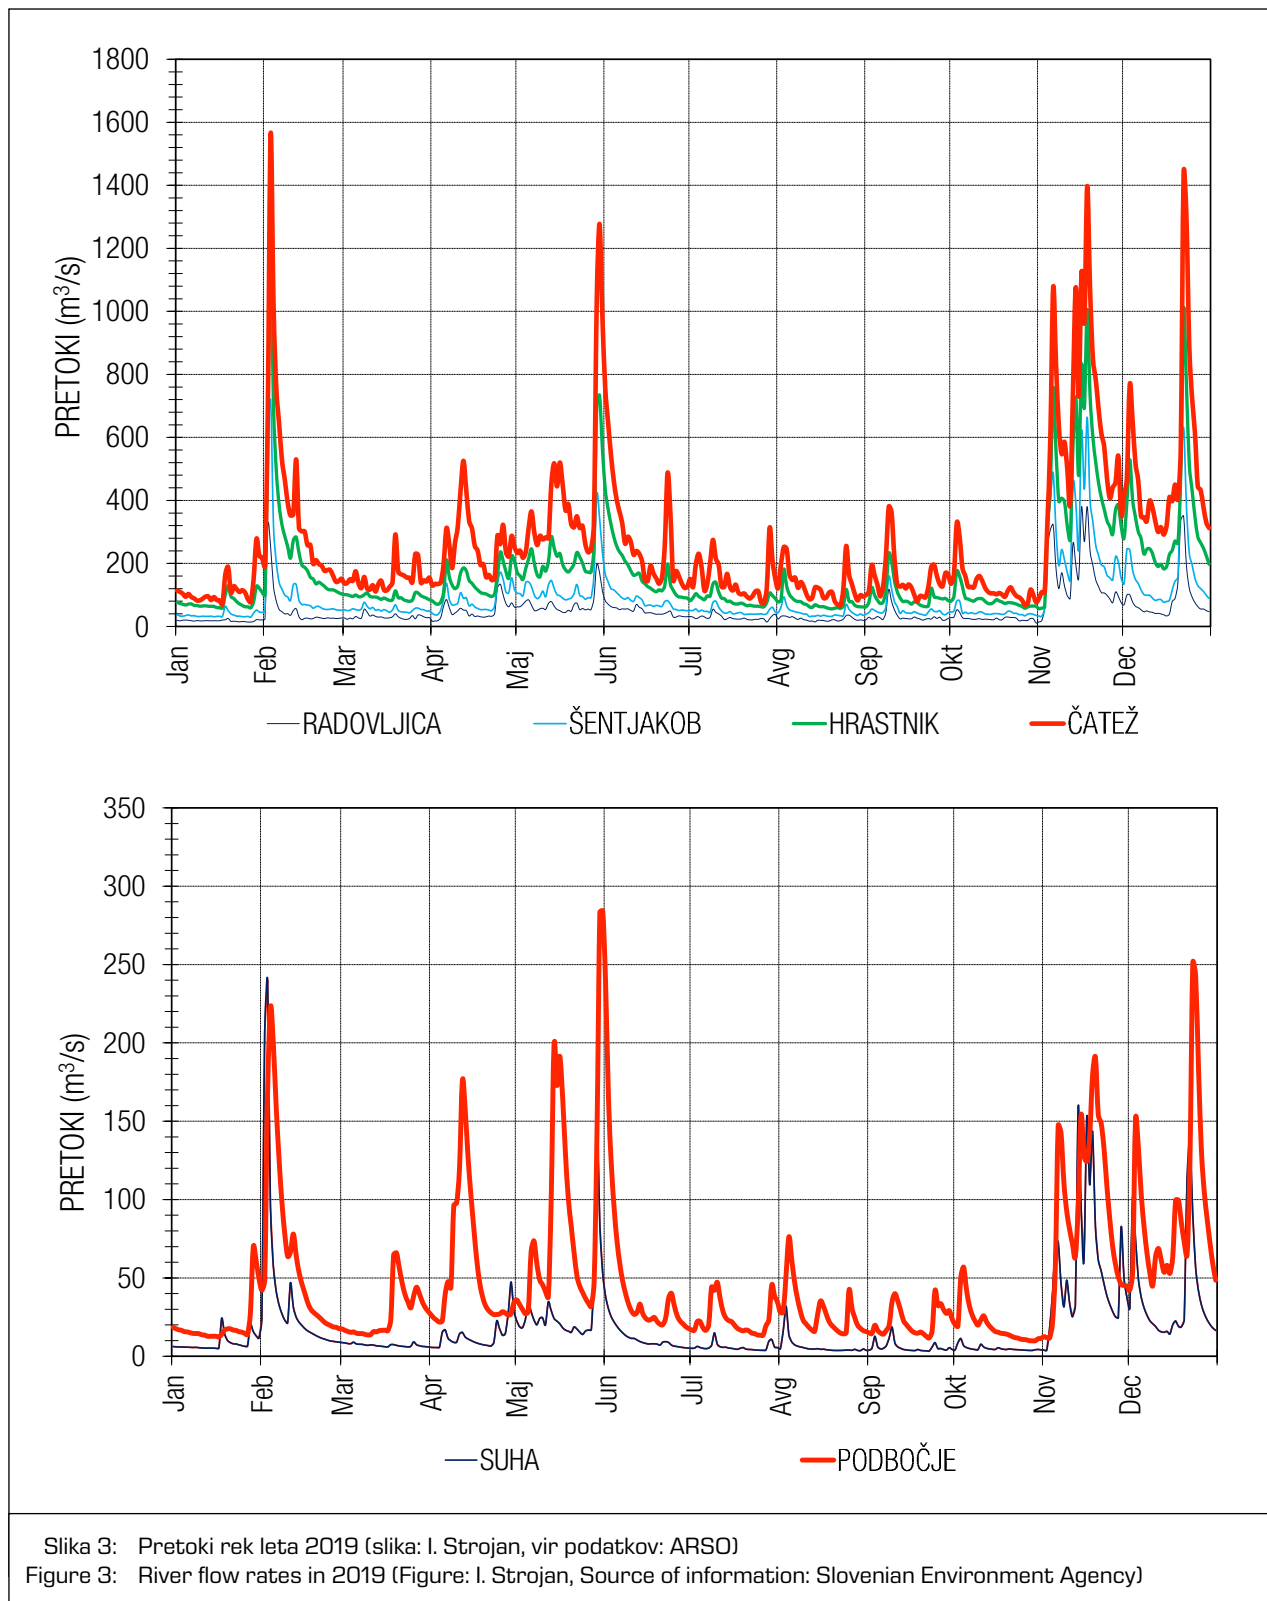 1800
1600
1400
1200
1000
800
600
400
200
0
PRETOKI (m³/s)
Jan Feb Mar Apr Maj Jun Jul Avg Sep Okt Nov Dec
RADOVLJICA ŠENTJAKOB HRASTNIK ČATEŽ
350
300
250
200
150
100
50
0
PRETOKI (m³/s)
Jan Feb Mar Apr Maj Jun Jul Avg Sep Okt Nov Dec
SUHA PODBOČJE
Slika 3: Pretoki rek leta 2019 (slika: I. Strojan, vir podatkov: ARSO)
Figure 3: River flow rates in 2019 (Figure: I. Strojan, Source of information: Slovenian Environment Agency)